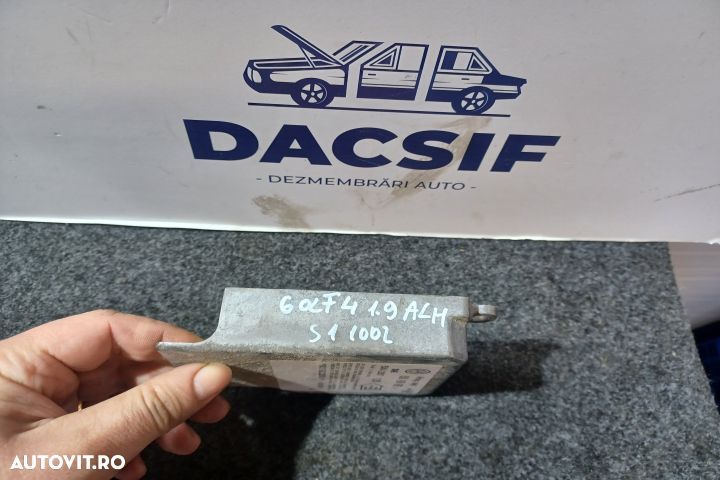 DACSIF
- DEZMEMBRĂRI AUTO -
GOLF 4 1.9 ALH
S1 1002
AUTOVIT.RO